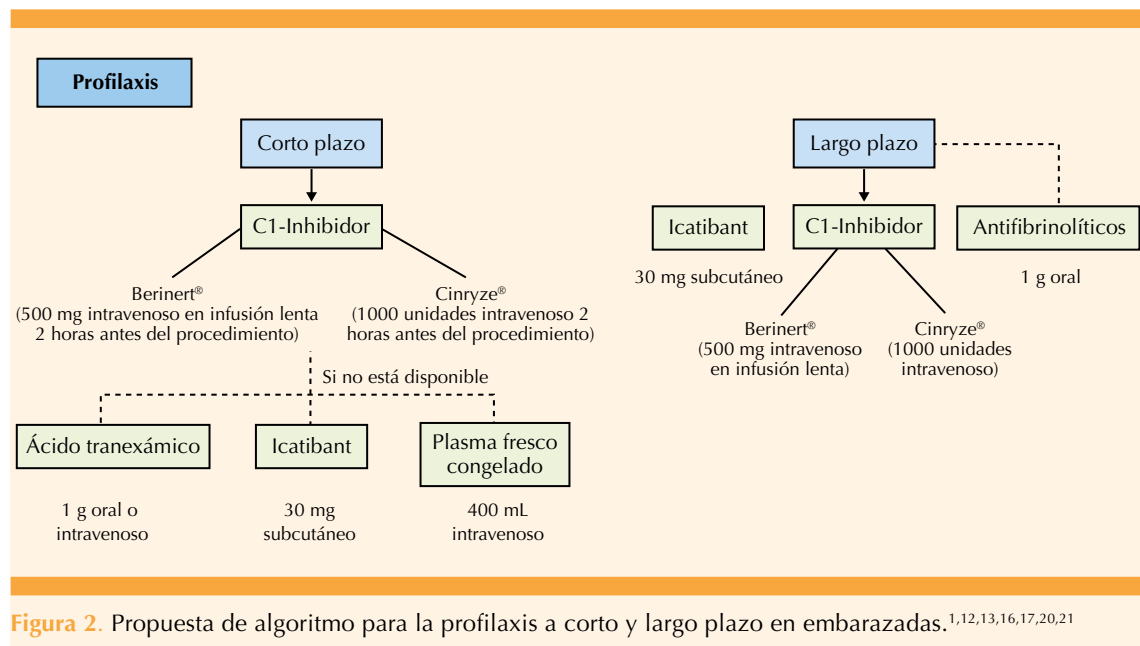 Profilaxis
Corto plazo
C1-Inhibidor
Berinert®
(500 mg intravenoso en infusión lenta
2 horas antes del procedimiento)
Cinryze®
(1000 unidades intravenoso 2
horas antes del procedimiento)
Si no está disponible
Ácido tranexámico
1 g oral o
intravenoso
Icatibant
30 mg
subcutáneo
Plasma fresco
congelado
400 mL
intravenoso
Largo plazo
Icatibant
30 mg subcutáneo
C1-Inhibidor
Antifibrinolíticos
1 g oral
Berinert®
(500 mg intravenoso
en infusión lenta)
Cinryze®
(1000 unidades
intravenoso)
Figura 2. Propuesta de algoritmo para la profilaxis a corto y largo plazo en embarazadas.1,12,13,16,17,20,21